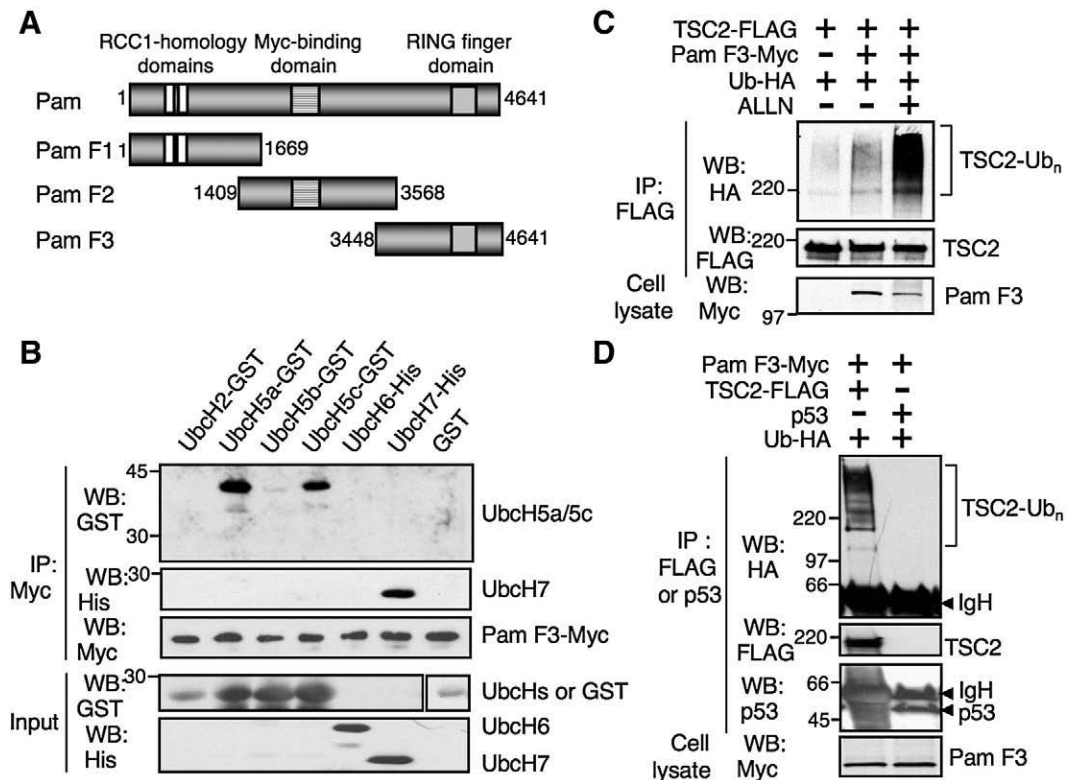 A
RCC1-homology domains
Myc-binding domain
RING finger domain
Pam 1 4641
Pam F1 1 1669
Pam F2 1409 3568
Pam F3 3448 4641
B
UbcH2-GST
UbcH5a-GST
UbcH5b-GST
UbcH5c-GST
UbcH6-His
UbcH7-His
GST
IP: Myc
WB: GST
45
30
UbcH5a/5c
WB: His
30
UbcH7
WB: Myc
Pam F3-Myc
Input
WB: GST
30
UbcHs or GST
WB: His
UbcH6
UbcH7
C
TSC2-FLAG + + +
Pam F3-Myc - + +
Ub-HA + + +
ALLN - - +
IP: FLAG
WB: HA
220
TSC2-Ubn
WB: FLAG
220
TSC2
Cell lysate
WB: Myc
97
Pam F3
D
Pam F3-Myc + +
TSC2-FLAG + -
p53 - +
Ub-HA + +
IP : FLAG or p53
WB: HA
220
97
66
TSC2-Ubn
IgH
WB: FLAG
220
TSC2
WB: p53
66
45
IgH
p53
Cell lysate
WB: Myc
Pam F3